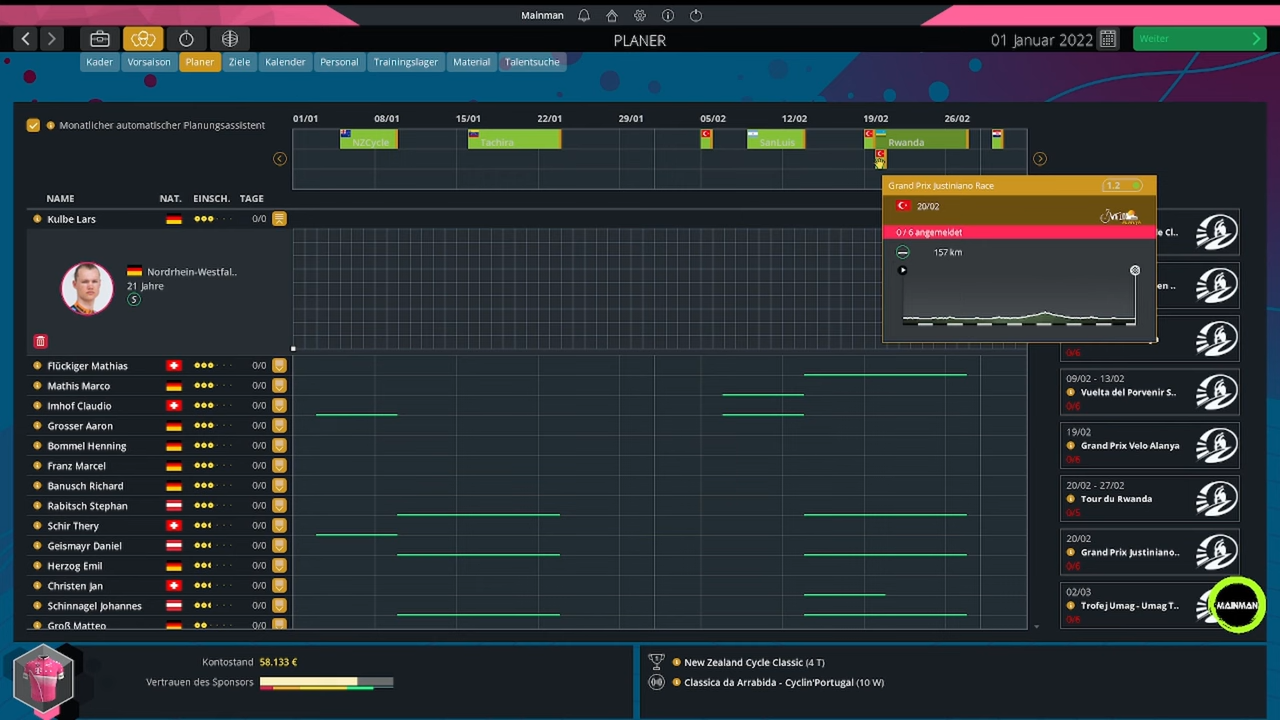 Mainman
PLANER
01 Januar 2022
Weiter
Kader
Vorsaison
Planer
Ziele
Kalender
Personal
Trainingslager
Material
Talentsuche
Monatlicher automatischer Planungsassistent
01/01 08/01 15/01 22/01 29/01 05/02 12/02 19/02 26/02
NZCycle
Tachira
SanLuis
Rwanda
NAME NAT. EINSCH. TAGE
Kulbe Lars 0/0
Nordrhein-Westfal..
21 Jahre
S
Grand Prix Justiniano Race 1.2
20/02
0 / 6 angemeldet
157 km
Flückiger Mathias 0/0
Mathis Marco 0/0
Imhof Claudio 0/0
Grosser Aaron 0/0
Bommel Henning 0/0
Franz Marcel 0/0
Banusch Richard 0/0
Rabitsch Stephan 0/0
Schir Thery 0/0
Geismayr Daniel 0/0
Herzog Emil 0/0
Christen Jan 0/0
Schinnagel Johannes 0/0
Groß Matteo 0/0
e Cl..
en ..
0/6
09/02 - 13/02
Vuelta del Porvenir S..
0/6
19/02
Grand Prix Velo Alanya
0/6
20/02 - 27/02
Tour du Rwanda
0/5
20/02
Grand Prix Justiniano..
0/6
02/03
Trofej Umag - Umag T..
0/6
MAINMAN
Kontostand 58.133 €
Vertrauen des Sponsors
New Zealand Cycle Classic (4 T)
Classica da Arrabida - Cyclin'Portugal (10 W)